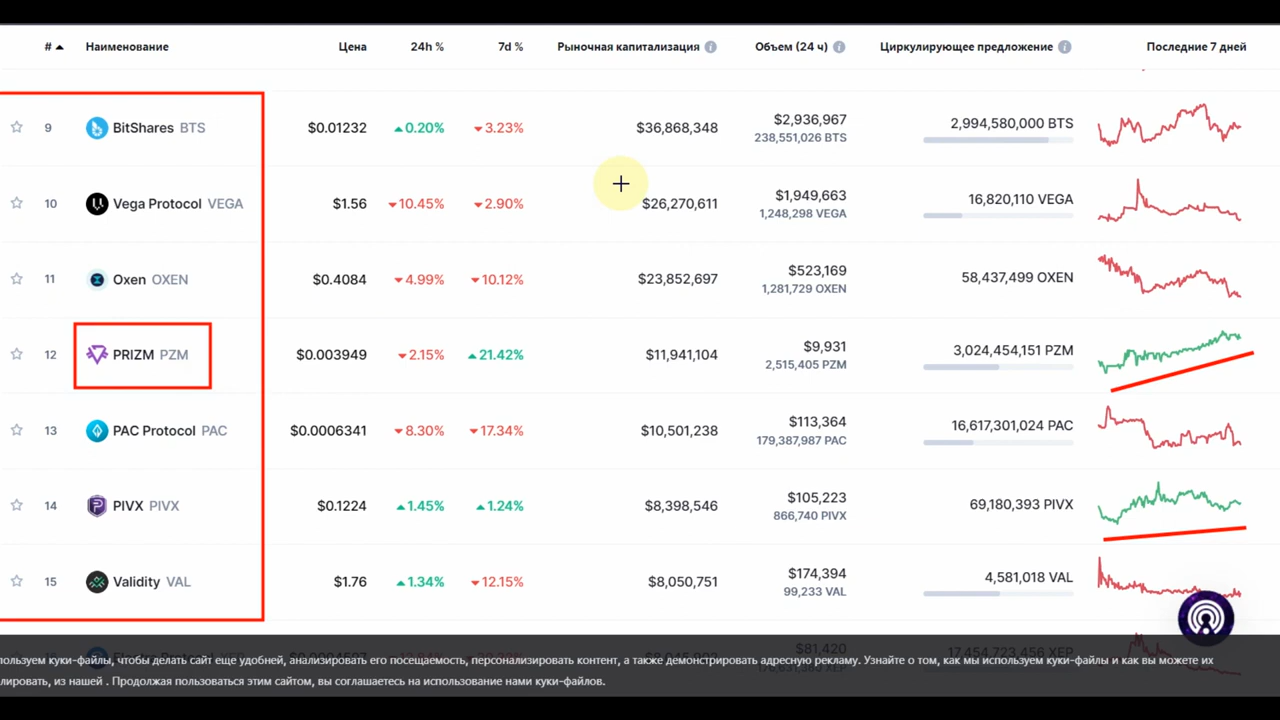 # Наименование Цена 24h % 7d % Рыночная капитализация Объем (24 ч) Циркулирующее предложение Последние 7 дней
9 BitShares BTS $0.01232 0.20% 3.23% $36,868,348 $2,936,967 2,994,580,000 BTS
238,551,026 BTS
10 Vega Protocol VEGA $1.56 10.45% 2.90% $26,270,611 $1,949,663 16,820,110 VEGA
1,248,298 VEGA
11 Oxen OXEN $0.4084 4.99% 10.12% $23,852,697 $523,169 58,437,499 OXEN
1,281,729 OXEN
12 PRIZM PZM $0.003949 2.15% 21.42% $11,941,104 $9,931 3,024,454,151 PZM
2,515,405 PZM
13 PAC Protocol PAC $0.0006341 8.30% 17.34% $10,501,238 $113,364 16,617,301,024 PAC
179,387,987 PAC
14 PIVX PIVX $0.1224 1.45% 1.24% $8,398,546 $105,223 69,180,393 PIVX
866,740 PIVX
15 Validity VAL $1.76 1.34% 12.15% $8,050,751 $174,394 4,581,018 VAL
99,233 VAL
$81,420
17,454,723,456 XEP
пользуем куки-файлы, чтобы делать сайт еще удобней, анализировать его посещаемость, персонализировать контент, а также демонстрировать адресную рекламу. Узнайте о том, как мы используем куки-файлы и как вы можете их
лировать, из нашей . Продолжая пользоваться этим сайтом, вы соглашаетесь на использование нами куки-файлов.